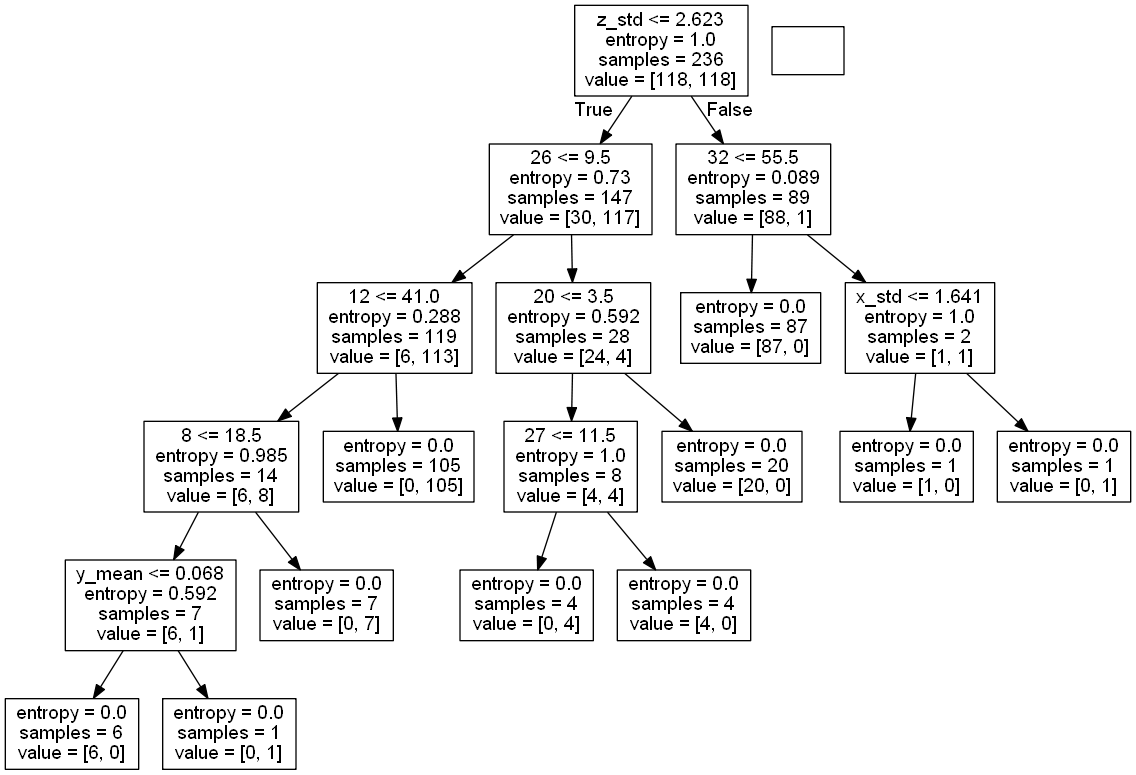 z_std <= 2.623
entropy = 1.0
samples = 236
value = [118, 118]
True
False
26 <= 9.5
entropy = 0.73
samples = 147
value = [30, 117]
32 <= 55.5
entropy = 0.089
samples = 89
value = [88, 1]
12 <= 41.0
entropy = 0.288
samples = 119
value = [6, 113]
20 <= 3.5
entropy = 0.592
samples = 28
value = [24, 4]
entropy = 0.0
samples = 87
value = [87, 0]
x_std <= 1.641
entropy = 1.0
samples = 2
value = [1, 1]
8 <= 18.5
entropy = 0.985
samples = 14
value = [6, 8]
entropy = 0.0
samples = 105
value = [0, 105]
27 <= 11.5
entropy = 1.0
samples = 8
value = [4, 4]
entropy = 0.0
samples = 20
value = [20, 0]
entropy = 0.0
samples = 1
value = [1, 0]
entropy = 0.0
samples = 1
value = [0, 1]
y_mean <= 0.068
entropy = 0.592
samples = 7
value = [6, 1]
entropy = 0.0
samples = 7
value = [0, 7]
entropy = 0.0
samples = 4
value = [0, 4]
entropy = 0.0
samples = 4
value = [4, 0]
entropy = 0.0
samples = 6
value = [6, 0]
entropy = 0.0
samples = 1
value = [0, 1]